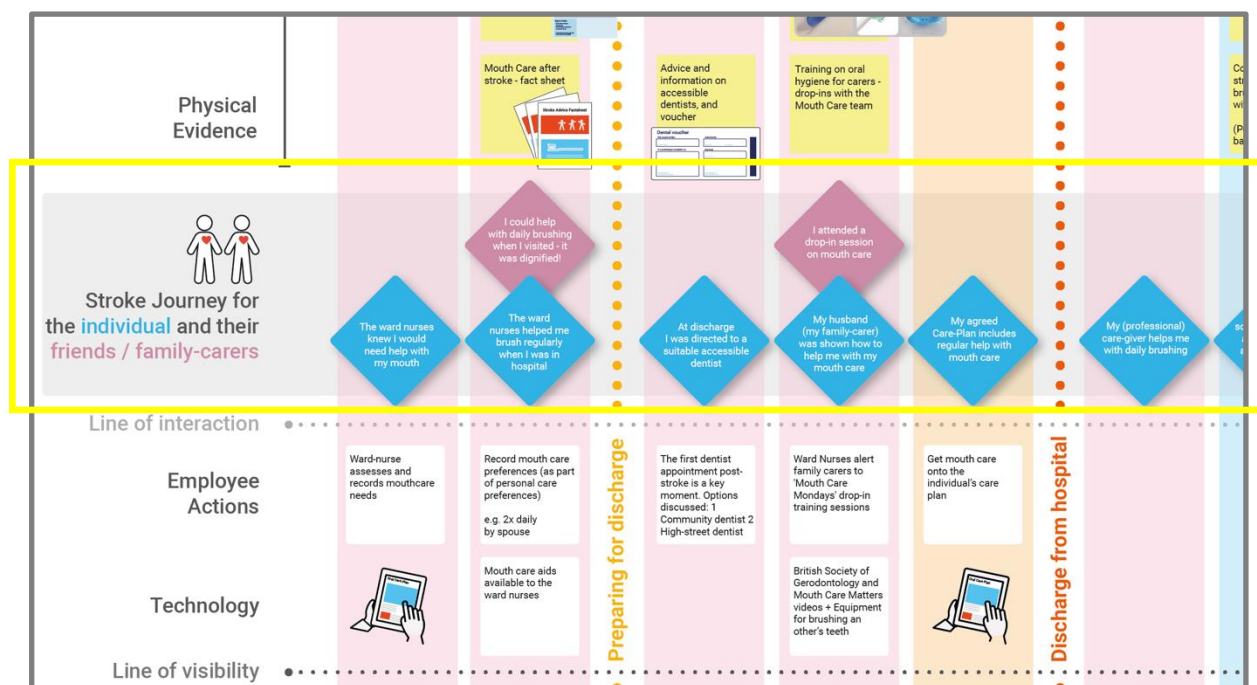 Mouth Care after
stroke - fact sheet
Stroke Advice Factsheet
Advice and
information on
accessible
dentists, and
voucher
Dental voucher
Training on oral
hygiene for carers -
drop-ins with the
Mouth Care team
Physical
Evidence
I could help
with daily brushing
when I visited - it
was dignified!
I attended a
drop-in session
on mouth care
Stroke Journey for
the individual and their
friends / family-carers
The ward nurses
knew I would
need help with
my mouth
The ward
nurses helped me
brush regularly
when I was in
hospital
At discharge
I was directed to a
suitable accessible
dentist
My husband
(my family-carer)
was shown how to
help me with my
mouth care
My agreed
Care-Plan includes
regular help with
mouth care
My (professional)
care-giver helps me
with daily brushing
Line of interaction
Employee
Actions
Ward-nurse
assesses and
records mouthcare
needs
Record mouth care
preferences (as part
of personal care
preferences)
e.g. 2x daily
by spouse
Preparing for discharge
The first dentist
appointment post-
stroke is a key
moment. Options
discussed: 1
Community dentist 2
High-street dentist
Ward Nurses alert
family carers to
'Mouth Care
Mondays' drop-in
training sessions
Get mouth care
onto the
individual's care
plan
Discharge from hospital
Technology
Oral Care Plan
Mouth care aids
available to the
ward nurses
British Society of
Gerodontology and
Mouth Care Matters
videos + Equipment
for brushing an
other's teeth
Oral Care Plan
Line of visibility